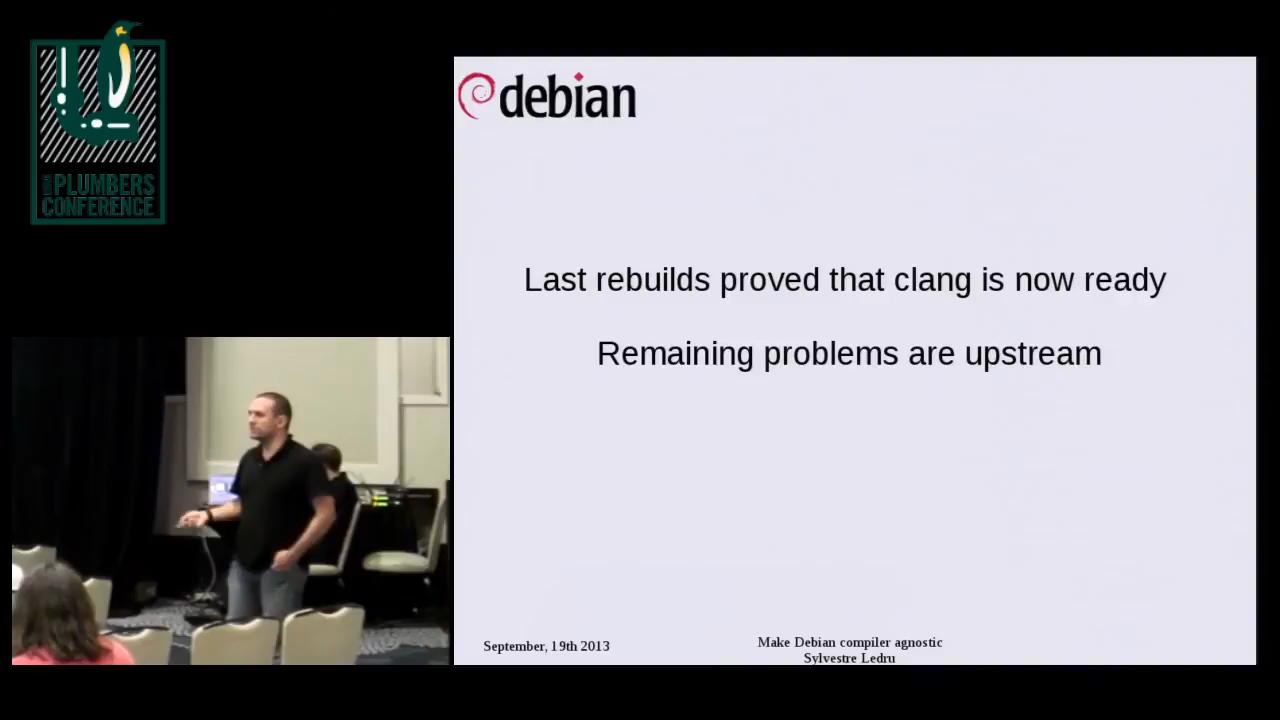 PLUMBERS
CONFERENCE
debian
Last rebuilds proved that clang is now ready
Remaining problems are upstream
September, 19th 2013
Make Debian compiler agnostic
Sylvestre Ledru